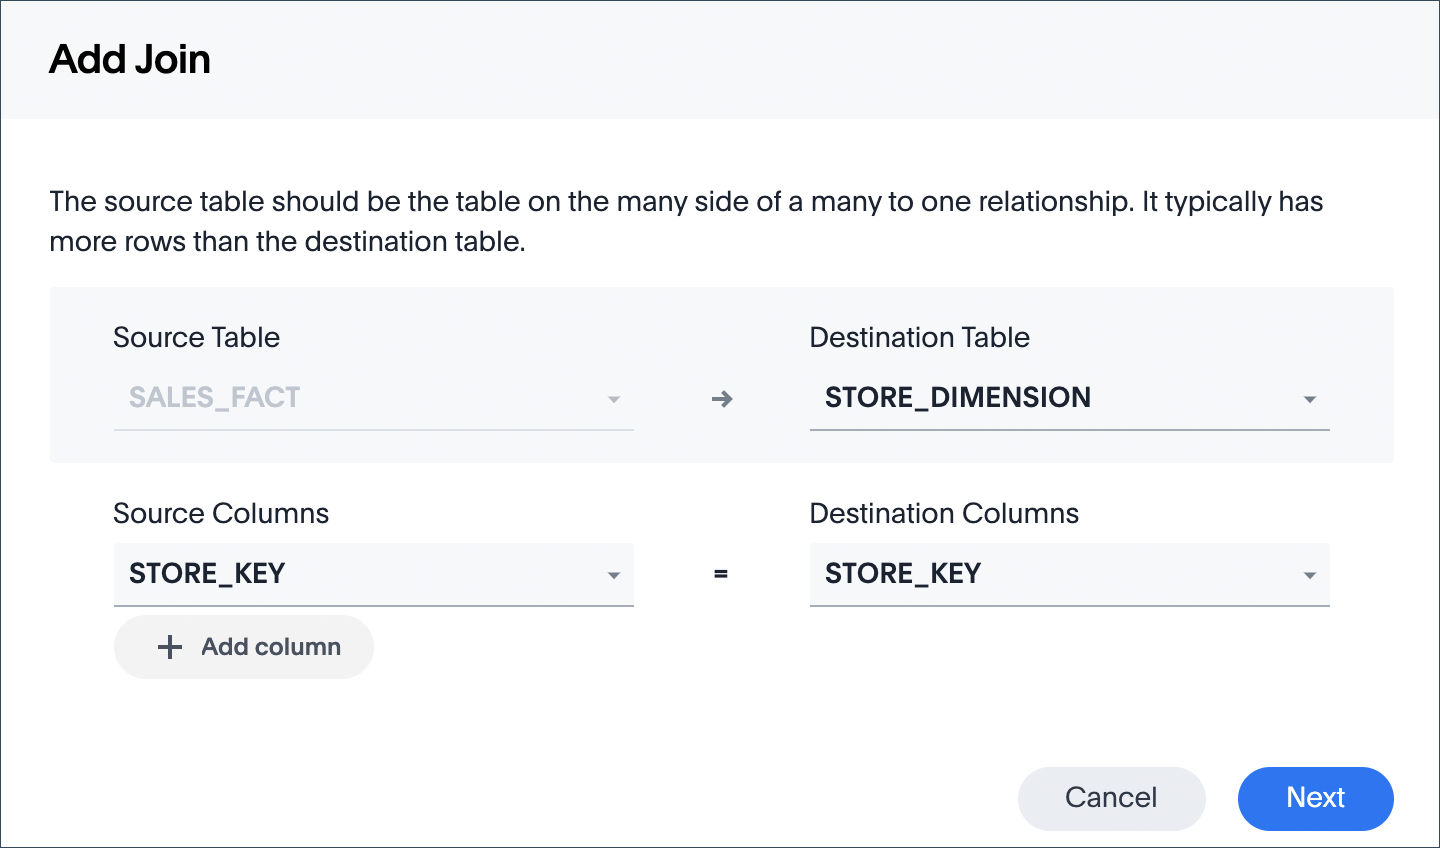 Add Join
The source table should be the table on the many side of a many to one relationship. It typically has
more rows than the destination table.
Source Table
Destination Table
SALES_FACT
STORE_DIMENSION
Source Columns
Destination Columns
STORE_KEY
=
STORE_KEY
Add column
Cancel
Next